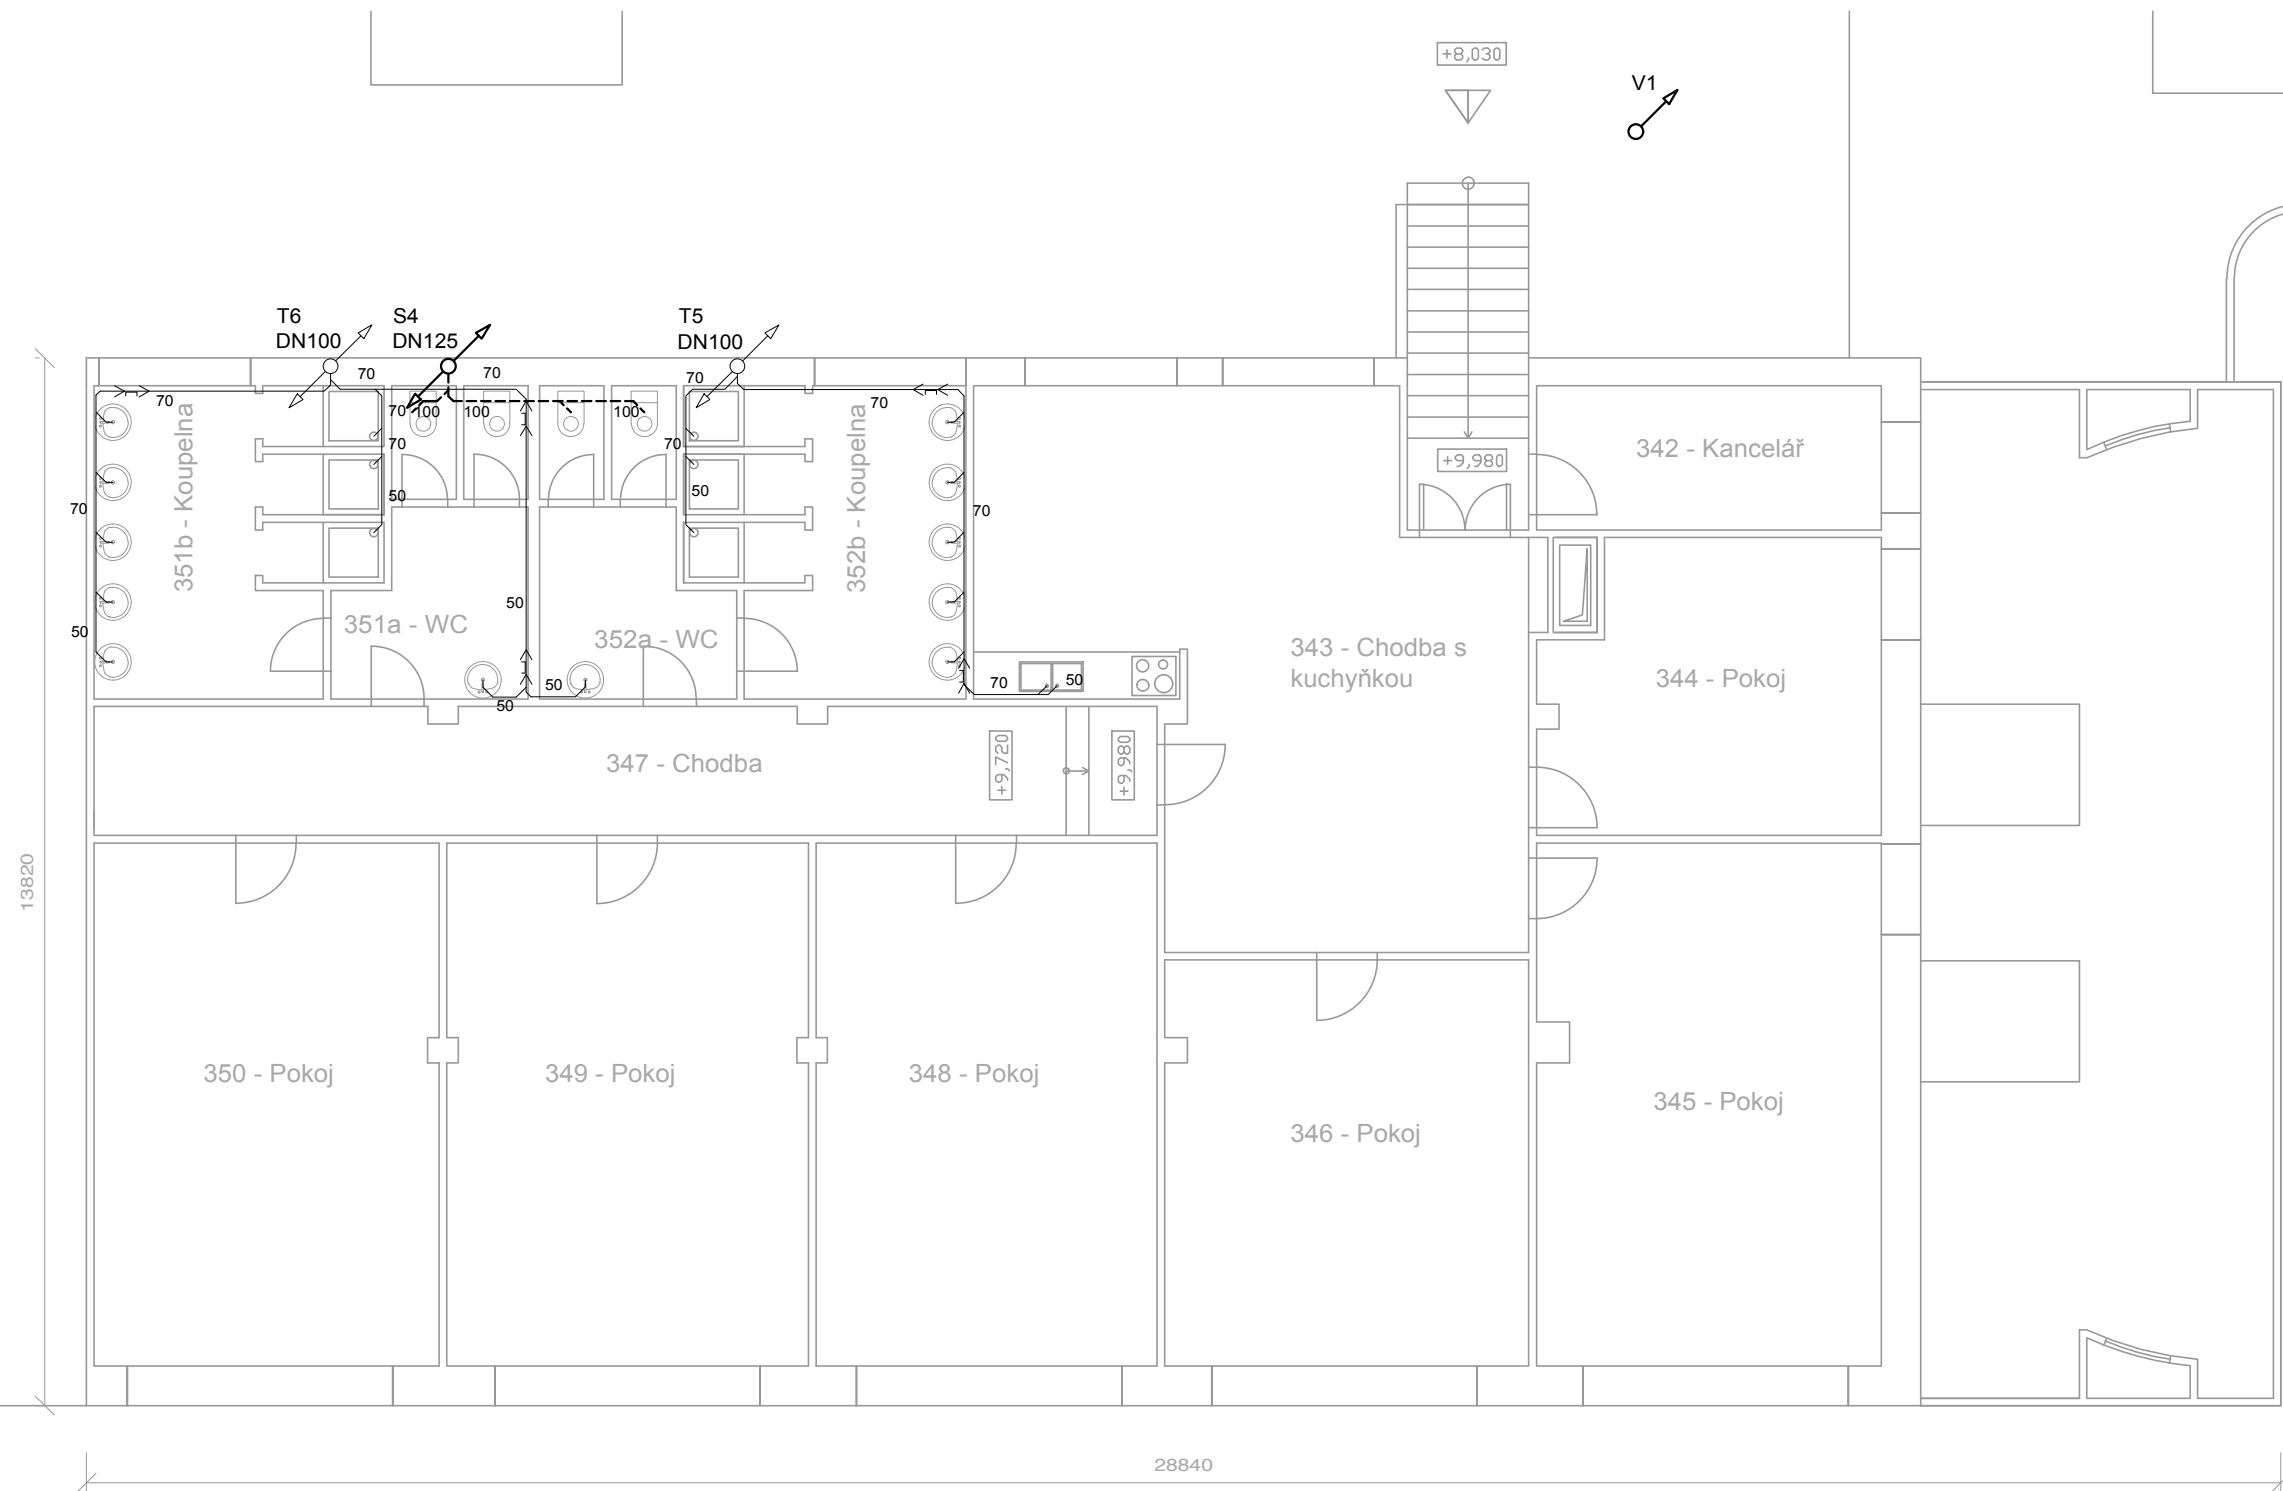 +8,030
V1
T6
DN100
S4
DN125
T5
DN100
70
70
70
70
70
70
100
100
100
70
70
70
50
50
70
70
50
50
50
50
70
50
50
351b - Koupelna
352b - Koupelna
351a - WC
352a - WC
+9,980
342 - Kancelář
343 - Chodba s
kuchyňkou
344 - Pokoj
347 - Chodba
+9,720
+9,980
13820
350 - Pokoj
349 - Pokoj
348 - Pokoj
346 - Pokoj
345 - Pokoj
28840